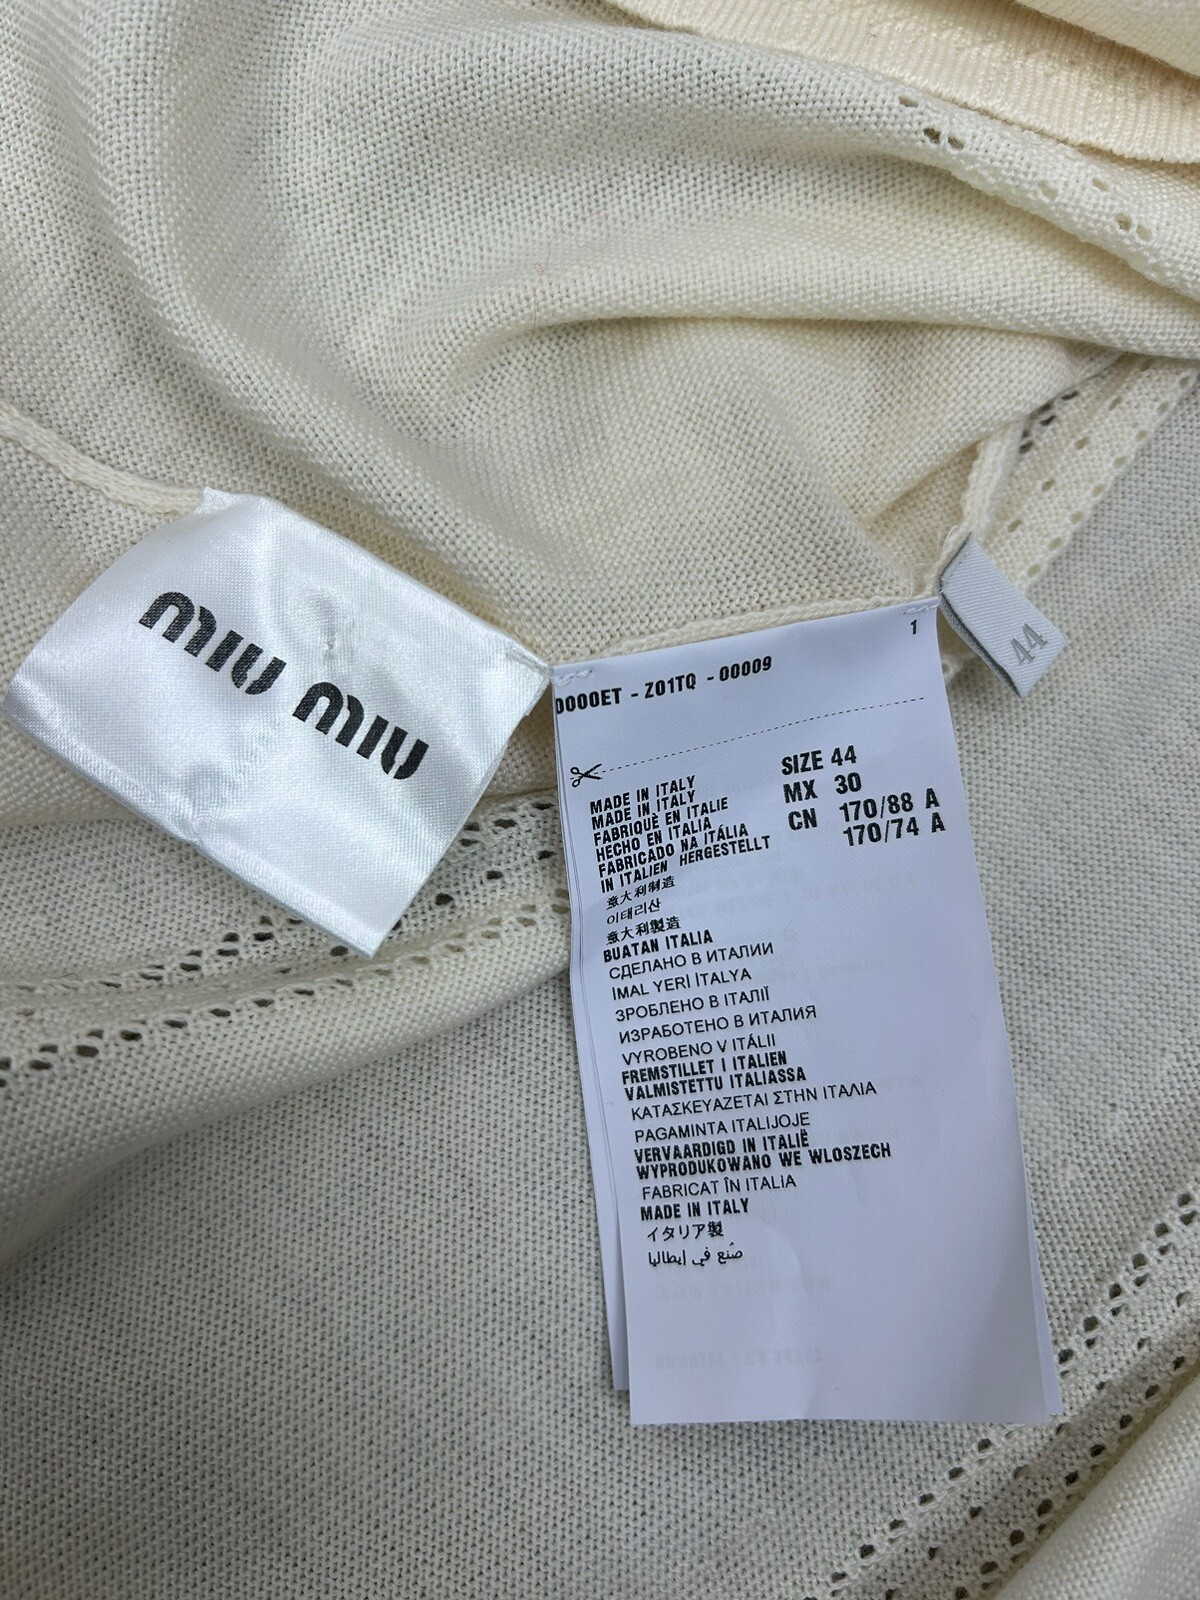 MIU MIU
44
1
0000ET - Z01TQ - 00009
SIZE 44
MX 30
CN 170/88 A
170/74 A
MADE IN ITALY
MADE IN ITALY
FABRIQUÈ EN ITALIE
HECHO EN ITALIA
FABRICADO NA ITÁLIA
IN ITALIEN HERGESTELLT
意大利制造
이태리산
意大利製造
BUATAN ITALIA
СДЕЛАНО В ИТАЛИИ
İMAL YERİ İTALYA
ЗРОБЛЕНО В ІТАЛІЇ
ИЗРАБОТЕНО В ИТАЛИЯ
VYROBENO V ITÁLII
FREMSTILLET I ITALIEN
VALMISTETTU ITALIASSA
ΚΑΤΑΣΚΕΥΑΖΕΤΑΙ ΣΤΗΝ ΙΤΑΛΙΑ
PAGAMINTA ITALIJOJE
VERVAARDIGD IN ITALIË
WYPRODUKOWANO WE WLOSZECH
FABRICAT ÎN ITALIA
MADE IN ITALY
イタリア製
صُنع في إيطاليا